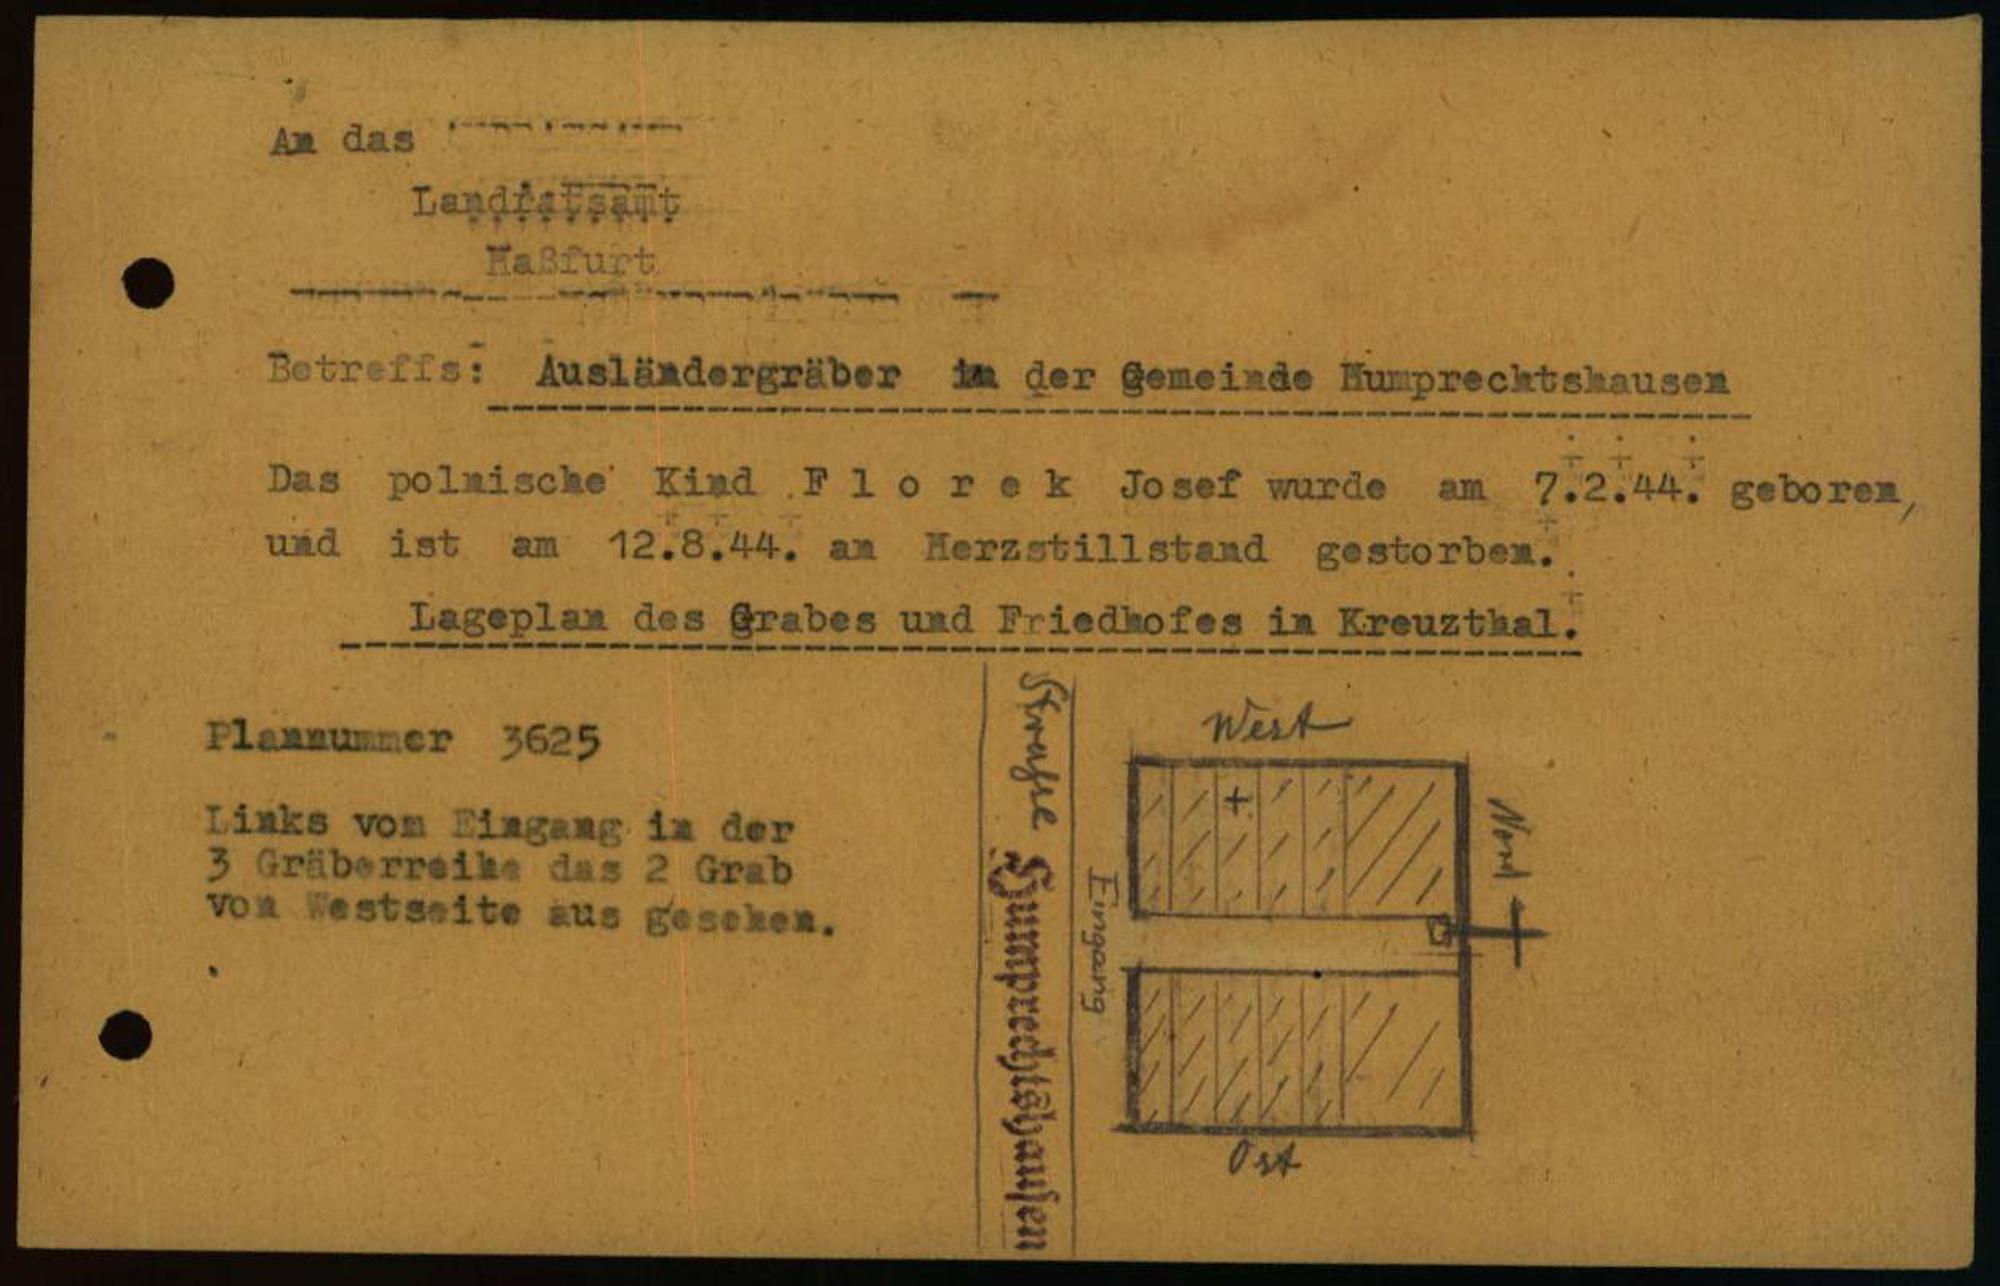 An das
Landratsamt
Haßfurt
Betreffs: Ausländergräber in der Gemeinde Humprechtshausen
Das polnische Kind F l o r e k Josef wurde am 7.2.44. geboren,
und ist am 12.8.44. an Herzstillstand gestorben.
Lageplan des Grabes und Friedhofes in Kreuzthal.
Plannummer 3625
Links vom Eingang in der
3 Gräberreihe das 2 Grab
von Westseite aus gesehen.
Strasse Humprechtshausen
Eingang
West
Nord
Ost